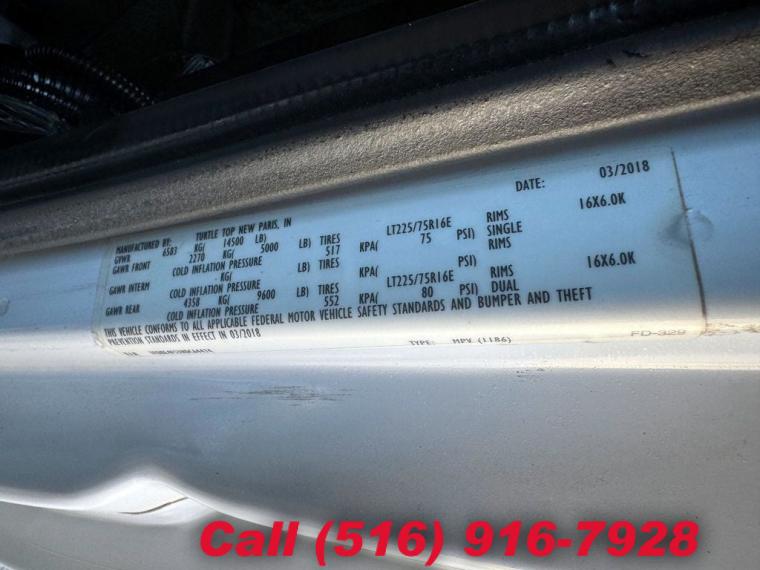 MANUFACTURED BY: TURTLE TOP NEW PARIS, IN DATE: 03/2018
GVWR 6583 KG( 14500 LB)
GAWR FRONT 2270 KG( 5000 LB) TIRES LT225/75R16E RIMS 16X6.0K
COLD INFLATION PRESSURE 517 KPA( 75 PSI) SINGLE
GAWR INTERM KG( LB) TIRES RIMS
COLD INFLATION PRESSURE KPA( PSI)
GAWR REAR 4358 KG( 9600 LB) TIRES LT225/75R16E RIMS 16X6.0K
COLD INFLATION PRESSURE 552 KPA( 80 PSI) DUAL
THIS VEHICLE CONFORMS TO ALL APPLICABLE FEDERAL MOTOR VEHICLE SAFETY STANDARDS AND BUMPER AND THEFT
PREVENTION STANDARDS IN EFFECT IN 03/2018
TYPE: MPV (1186) FD-329
Call (516) 916-7928